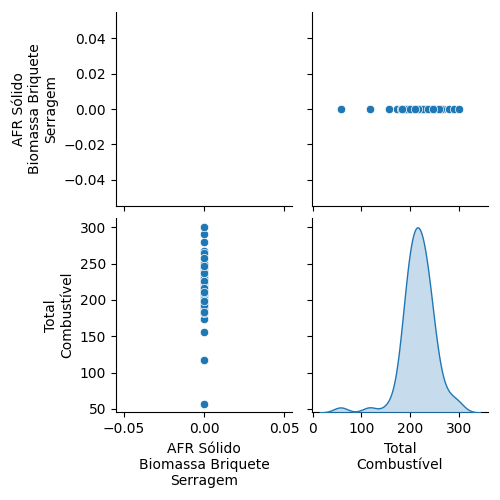 0.04
0.02
0.00
−0.02
−0.04
AFR Sólido
Biomassa Briquete
Serragem
300
250
200
150
100
50
Total
Combustível
−0.05
0.00
0.05
AFR Sólido
Biomassa Briquete
Serragem
0
100
200
300
Total
Combustível